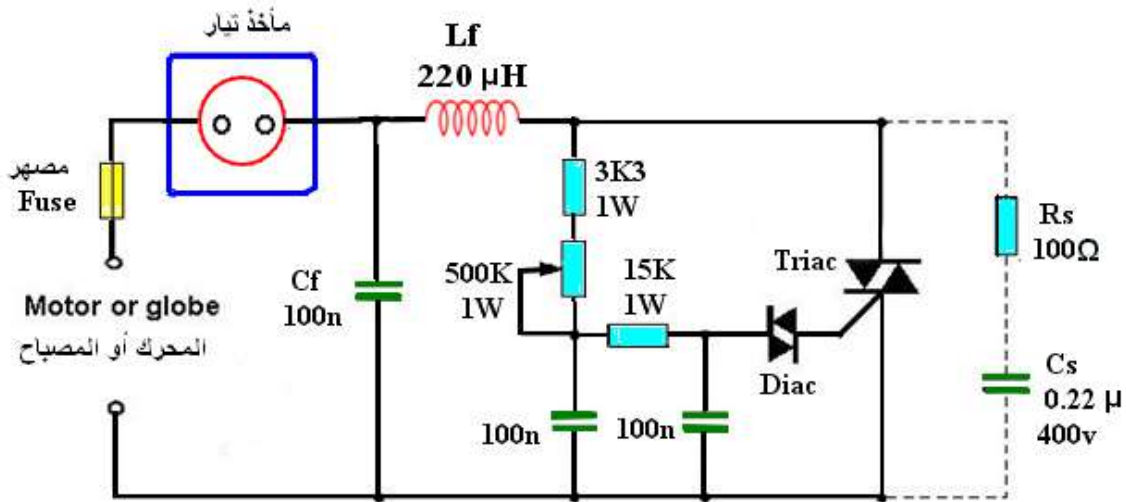 مأخذ تيار
Lf
220 μH
مصهر
Fuse
3K3
1W
Rs
100Ω
500K
1W
15K
1W
Triac
Cf
100n
Motor or globe
المحرك أو المصباح
Diac
Cs
0.22 μ
400v
100n
100n